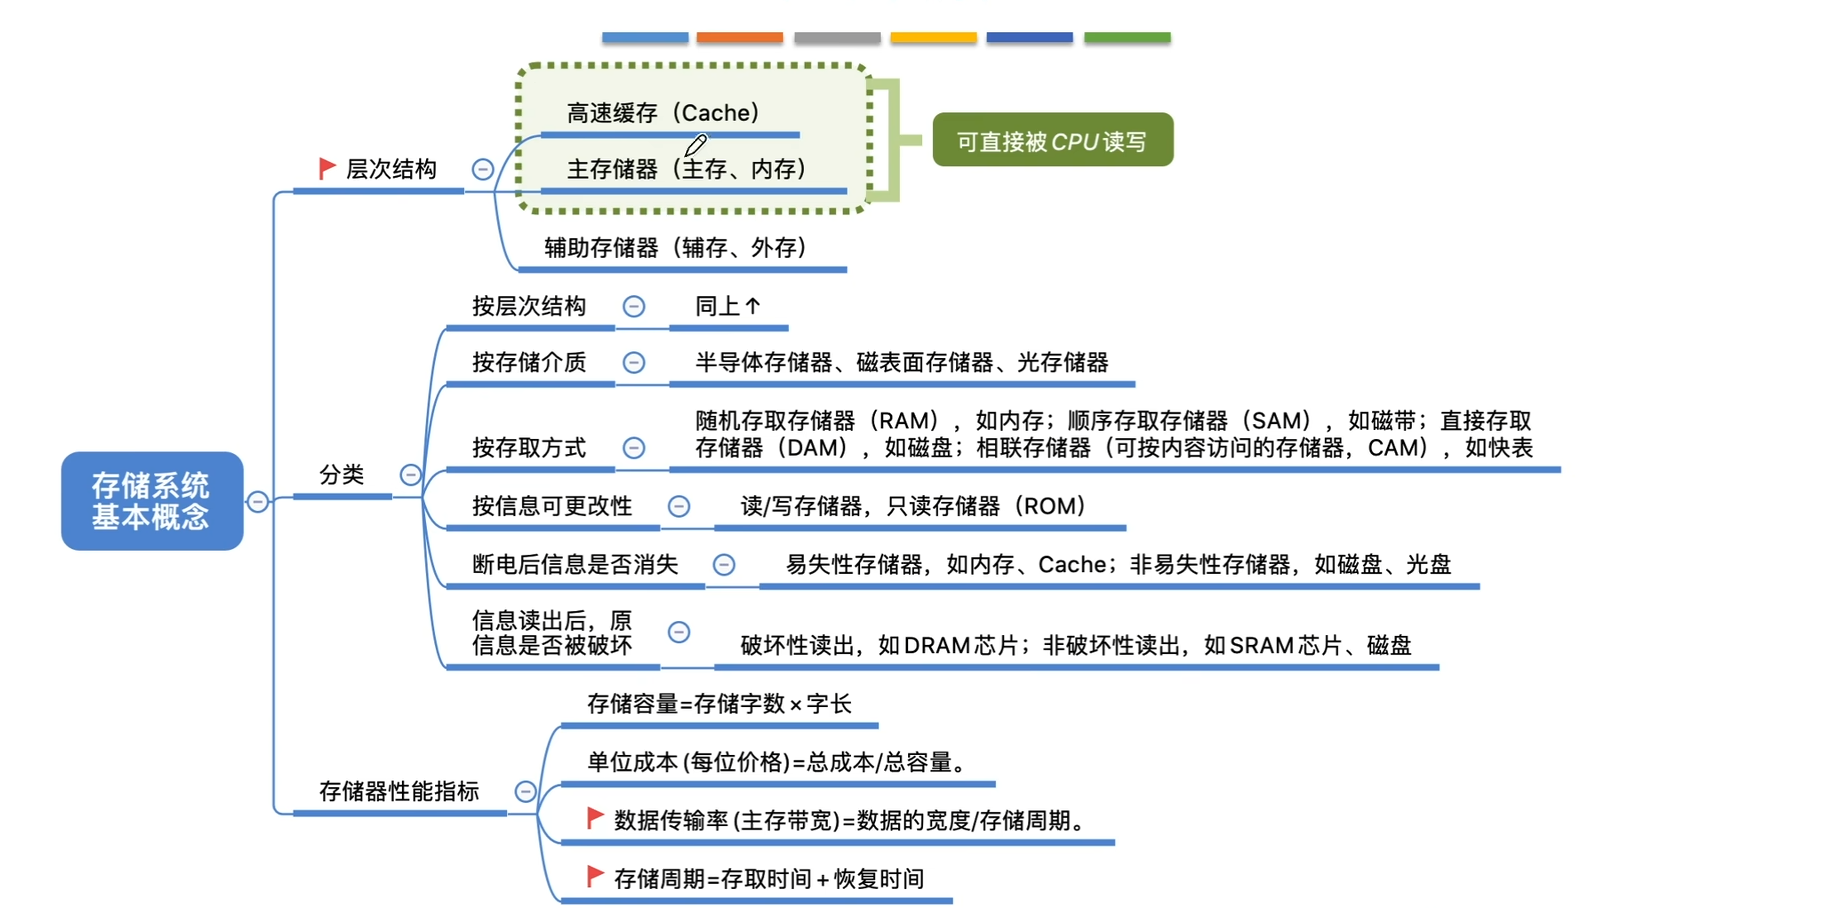 高速缓存（Cache）
可直接被CPU读写
层次结构
主存储器（主存、内存）
辅助存储器（辅存、外存）
按层次结构
同上↑
按存储介质
半导体存储器、磁表面存储器、光存储器
按存取方式
随机存取存储器（RAM），如内存；顺序存取存储器（SAM），如磁带；直接存取
存储器（DAM），如磁盘；相联存储器（可按内容访问的存储器，CAM），如快表
分类
存储系统
基本概念
按信息可更改性
读/写存储器，只读存储器（ROM）
断电后信息是否消失
易失性存储器，如内存、Cache；非易失性存储器，如磁盘、光盘
信息读出后，原
信息是否被破坏
破坏性读出，如DRAM芯片；非破坏性读出，如SRAM芯片、磁盘
存储器性能指标
存储容量=存储字数×字长
单位成本(每位价格)=总成本/总容量。
数据传输率(主存带宽)=数据的宽度/存储周期。
存储周期=存取时间+恢复时间